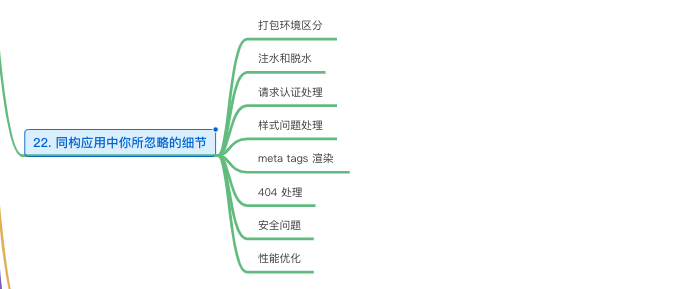 打包环境区分
注水和脱水
请求认证处理
样式问题处理
22. 同构应用中你所忽略的细节
meta tags 渲染
404 处理
安全问题
性能优化